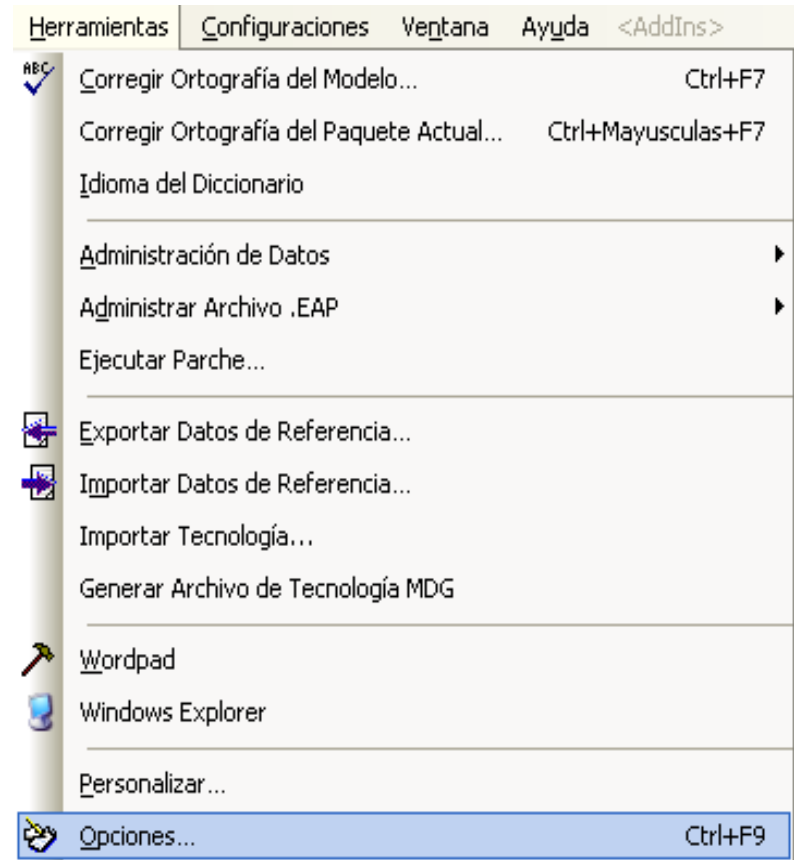 Herramientas Configuraciones Ventana Ayuda <AddIns>
ABC
Corregir Ortografía del Modelo... Ctrl+F7
Corregir Ortografía del Paquete Actual... Ctrl+Mayusculas+F7
Idioma del Diccionario
Administración de Datos
Administrar Archivo .EAP
Ejecutar Parche...
Exportar Datos de Referencia...
Importar Datos de Referencia...
Importar Tecnología...
Generar Archivo de Tecnología MDG
Wordpad
Windows Explorer
Personalizar...
Opciones... Ctrl+F9